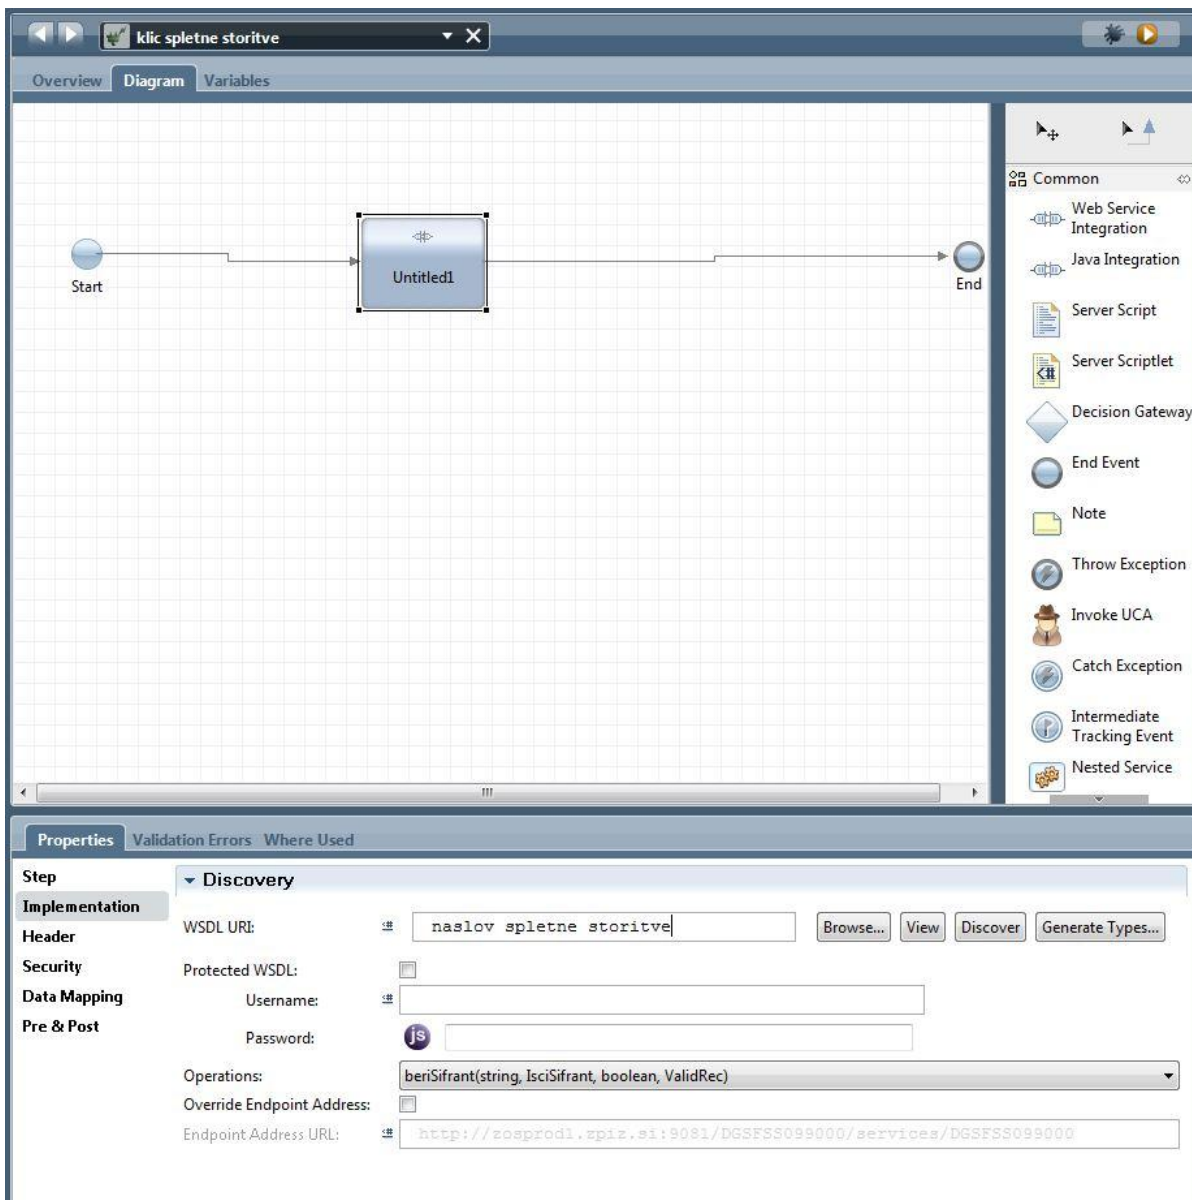 klic spletne storitve
Overview Diagram Variables
Start
Untitled1
End
Common
Web Service
Integration
Java Integration
Server Script
Server Scriptlet
Decision Gateway
End Event
Note
Throw Exception
Invoke UCA
Catch Exception
Intermediate
Tracking Event
Nested Service
Properties Validation Errors Where Used
Step
Implementation
Header
Security
Data Mapping
Pre & Post
Discovery
WSDL URI: naslov spletne storitve Browse... View Discover Generate Types...
Protected WSDL:
Username:
Password: js
Operations: beriSifrant(string, IsciSifrant, boolean, ValidRec)
Override Endpoint Address:
Endpoint Address URL: http://zosprod1.zpiz.si:9081/DGSFSS099000/services/DGSFSS099000